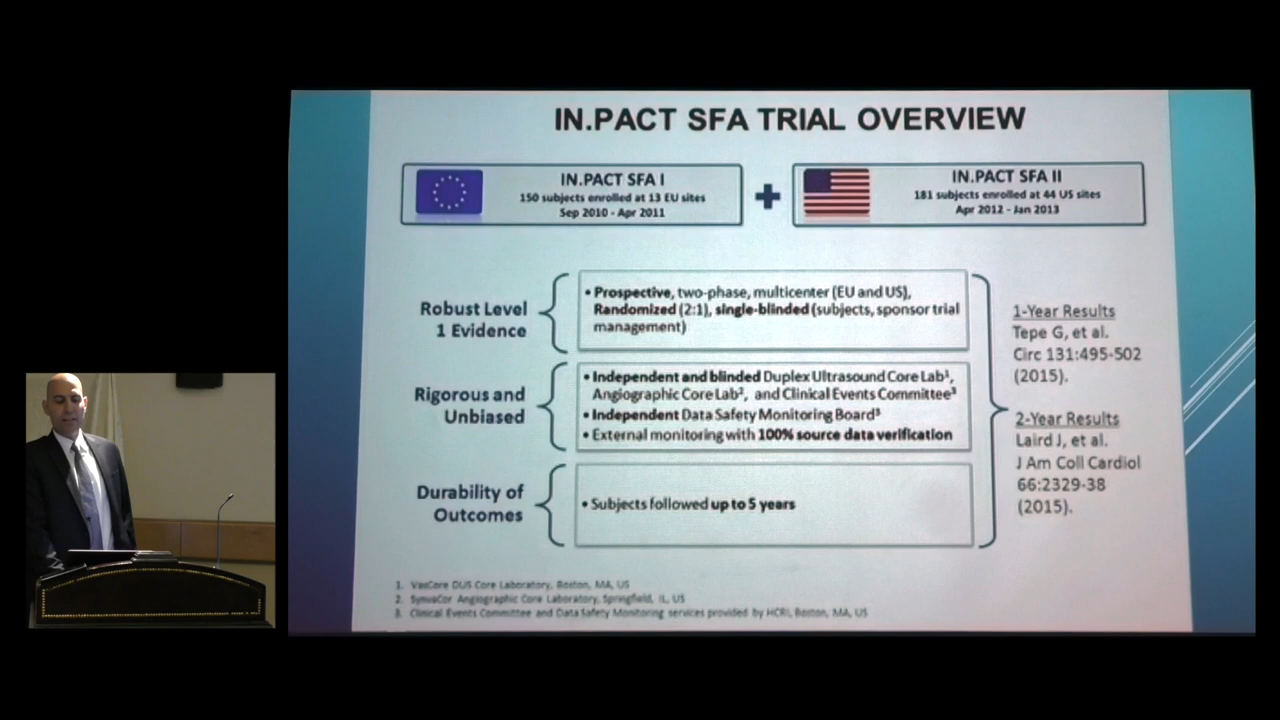 IN.PACT SFA TRIAL OVERVIEW
IN.PACT SFA I
150 subjects enrolled at 13 EU sites
Sep 2010 - Apr 2011
IN.PACT SFA II
181 subjects enrolled at 44 US sites
Apr 2012 - Jan 2013
Robust Level
1 Evidence
• Prospective, two-phase, multicenter (EU and US),
Randomized (2:1), single-blinded (subjects, sponsor trial
management)
Rigorous and
Unbiased
• Independent and blinded Duplex Ultrasound Core Lab¹,
Angiographic Core Lab², and Clinical Events Committee³
• Independent Data Safety Monitoring Board³
• External monitoring with 100% source data verification
Durability of
Outcomes
• Subjects followed up to 5 years
1-Year Results
Tepe G, et al.
Circ 131:495-502
(2015).
2-Year Results
Laird J, et al.
J Am Coll Cardiol
66:2329-38
(2015).
1. VasCore DUS Core Laboratory, Boston, MA, US
2. SynvaCor Angiographic Core Laboratory, Springfield, IL, US
3. Clinical Events Committee and Data Safety Monitoring services provided by HCRI, Boston, MA, US